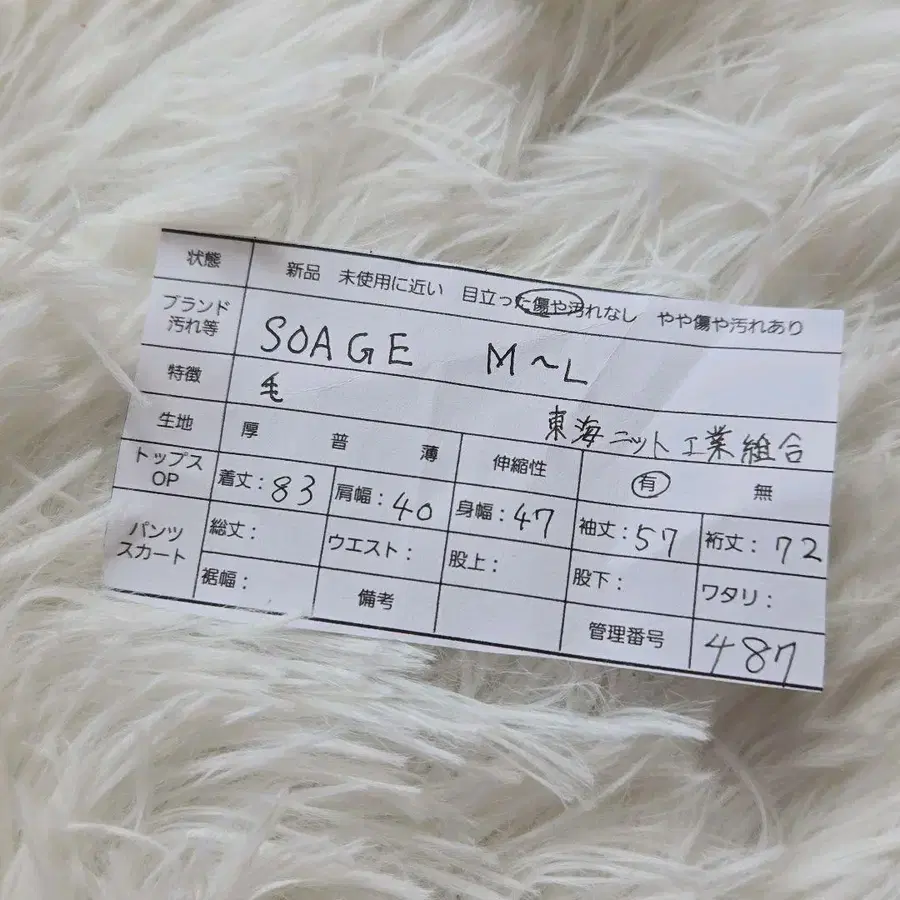 状態 新品 未使用に近い 目立った傷や汚れなし やや傷や汚れあり
ブランド
汚れ等 SOAGE M〜L
特徴 毛 東海ニット工業組合
生地 厚 普 薄 伸縮性 有 無
トップス
OP 着丈：83 肩幅：40 身幅：47 袖丈：57 裄丈：72
パンツ
スカート 総丈： ウエスト： 股上： 股下： ワタリ：
裾幅： 備考 管理番号 487